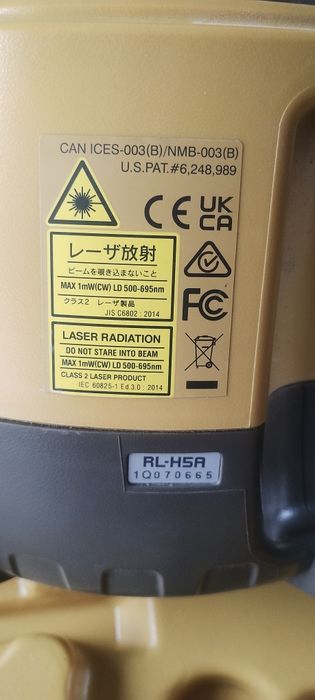 CAN ICES-003(B)/NMB-003(B)
U.S.PAT.#6,248,989
CE UK
CA
レーザ放射
ビームを覗き込まないこと
MAX 1mW(CW) LD 500-695nm
クラス2 レーザ製品
JIS C6802 : 2014
FC
LASER RADIATION
DO NOT STARE INTO BEAM
MAX 1mW(CW) LD 500-695nm
CLASS 2 LASER PRODUCT
IEC 60825-1 Ed.3.0 : 2014
RL-H5A
1Q070665